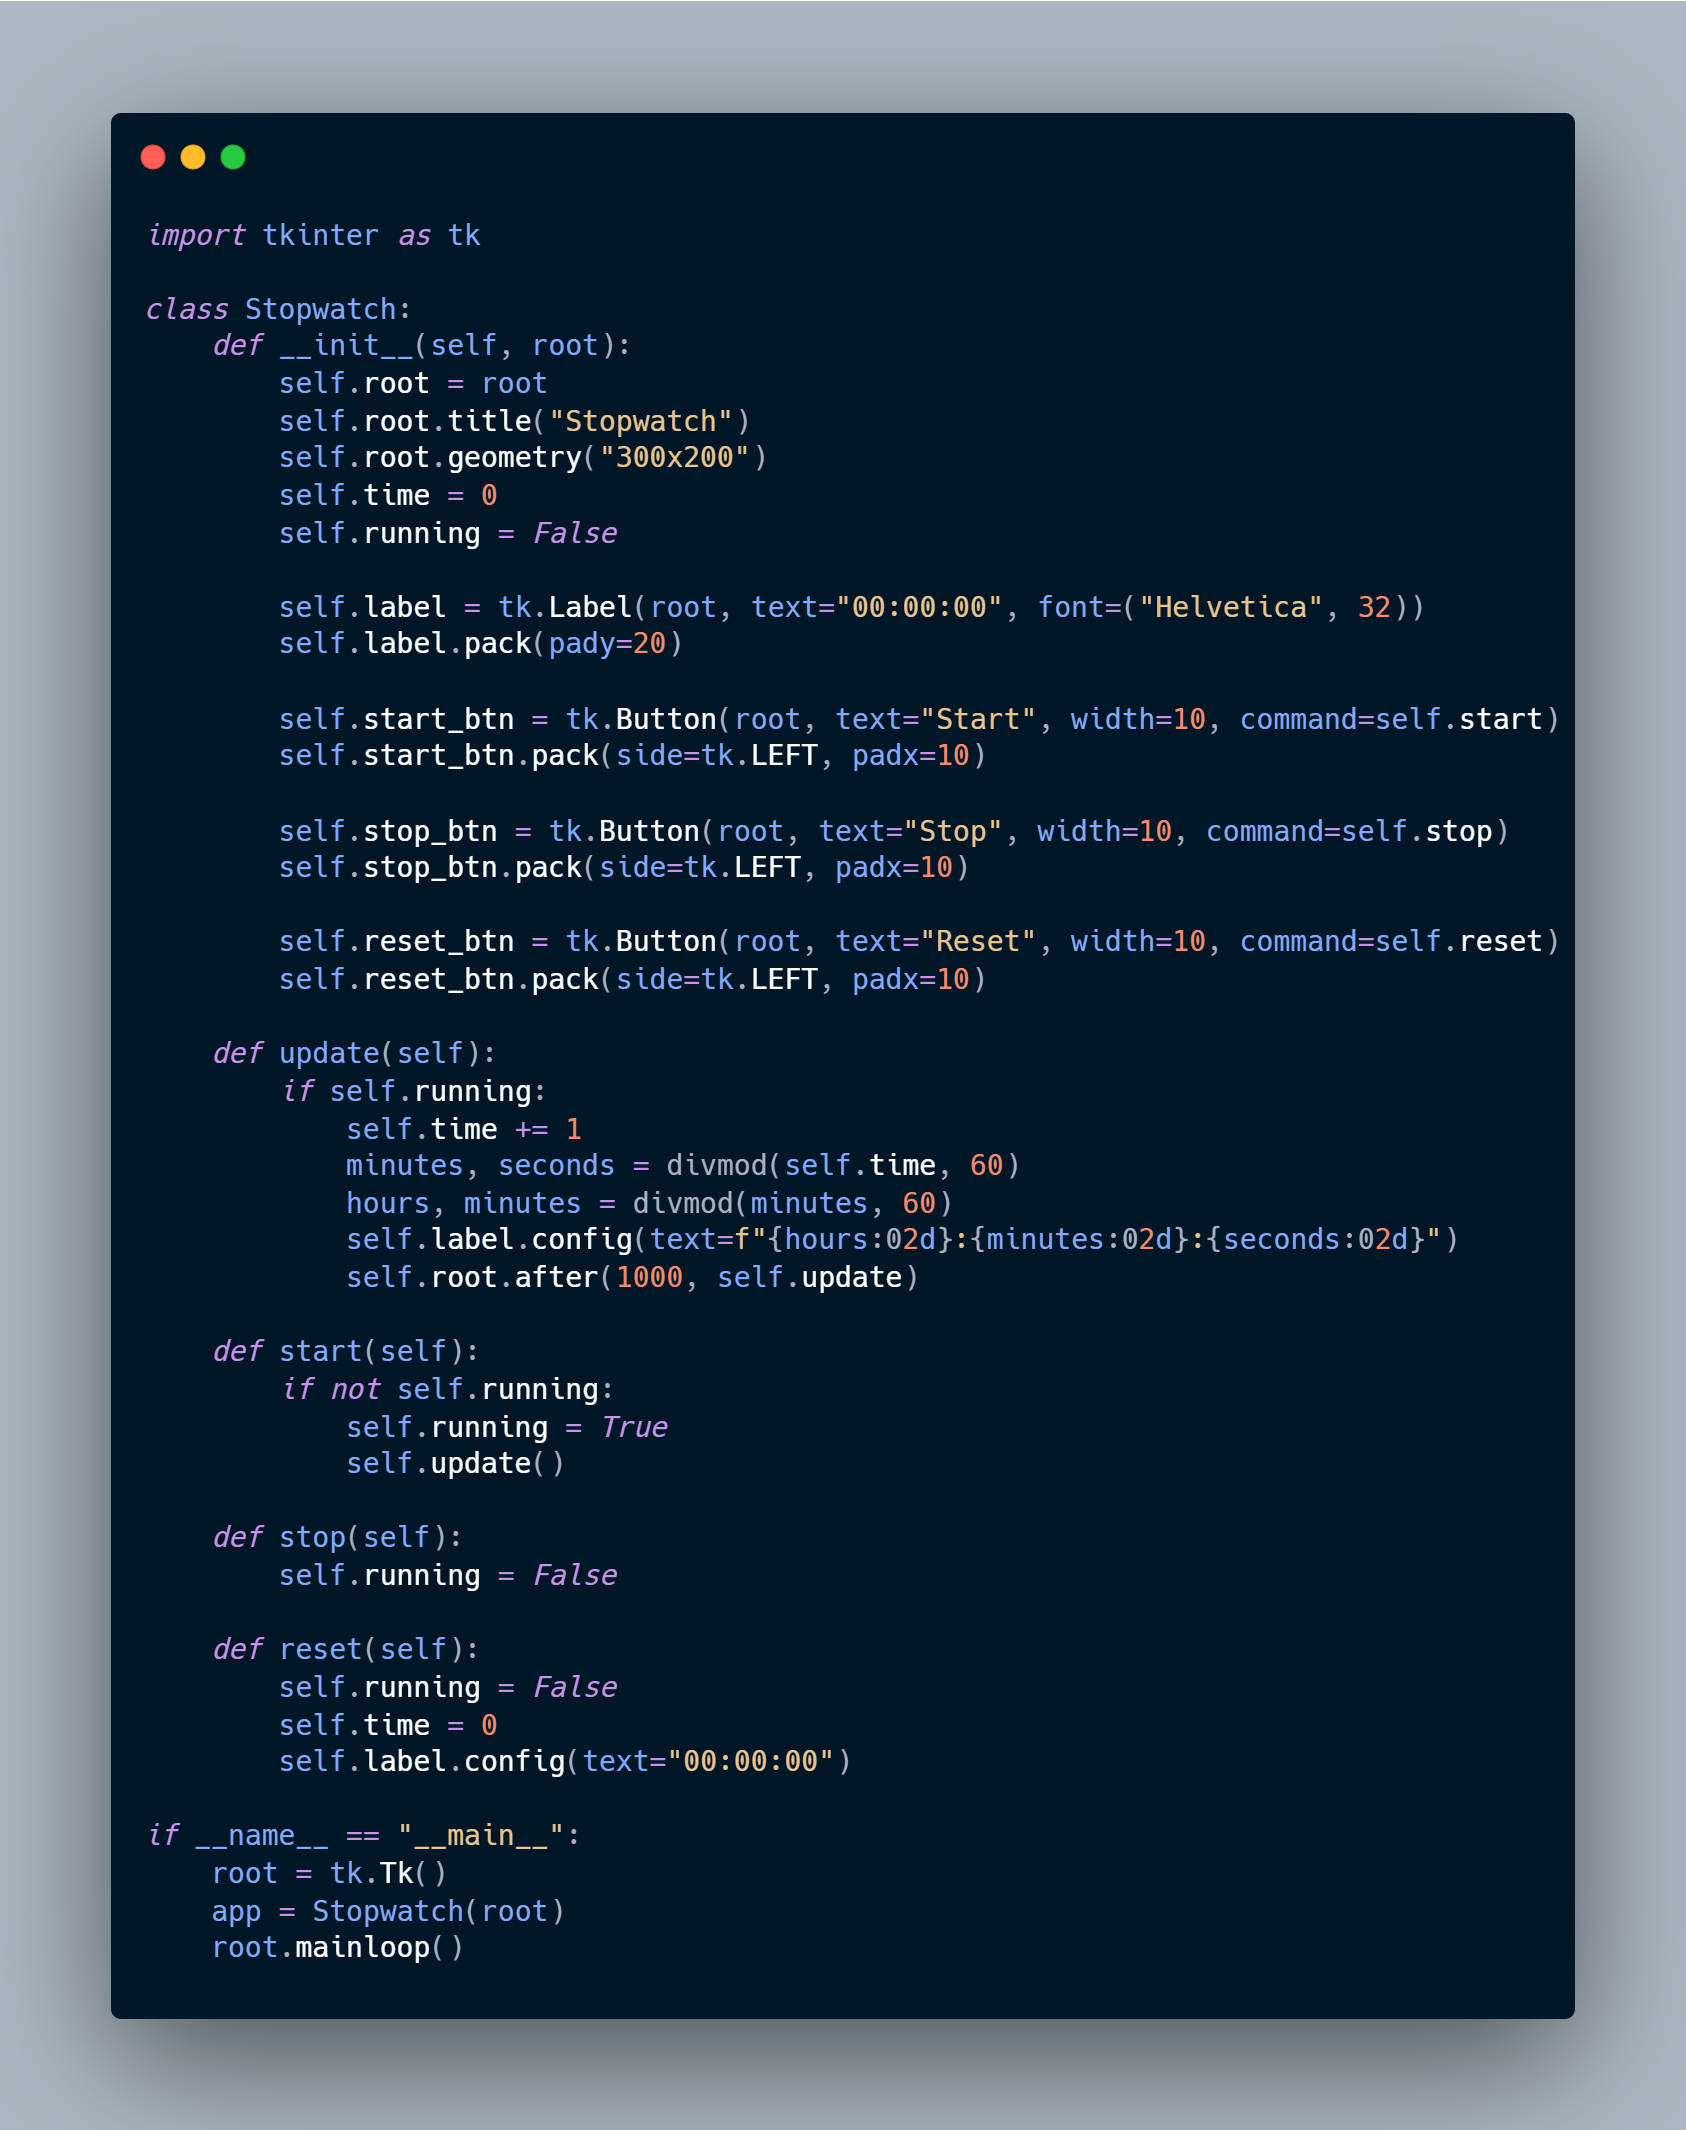 import tkinter as tk

class Stopwatch:
    def __init__(self, root):
        self.root = root
        self.root.title("Stopwatch")
        self.root.geometry("300x200")
        self.time = 0
        self.running = False

        self.label = tk.Label(root, text="00:00:00", font=("Helvetica", 32))
        self.label.pack(pady=20)

        self.start_btn = tk.Button(root, text="Start", width=10, command=self.start)
        self.start_btn.pack(side=tk.LEFT, padx=10)

        self.stop_btn = tk.Button(root, text="Stop", width=10, command=self.stop)
        self.stop_btn.pack(side=tk.LEFT, padx=10)

        self.reset_btn = tk.Button(root, text="Reset", width=10, command=self.reset)
        self.reset_btn.pack(side=tk.LEFT, padx=10)

    def update(self):
        if self.running:
            self.time += 1
            minutes, seconds = divmod(self.time, 60)
            hours, minutes = divmod(minutes, 60)
            self.label.config(text=f"{hours:02d}:{minutes:02d}:{seconds:02d}")
            self.root.after(1000, self.update)

    def start(self):
        if not self.running:
            self.running = True
            self.update()

    def stop(self):
        self.running = False

    def reset(self):
        self.running = False
        self.time = 0
        self.label.config(text="00:00:00")

if __name__ == "__main__":
    root = tk.Tk()
    app = Stopwatch(root)
    root.mainloop()